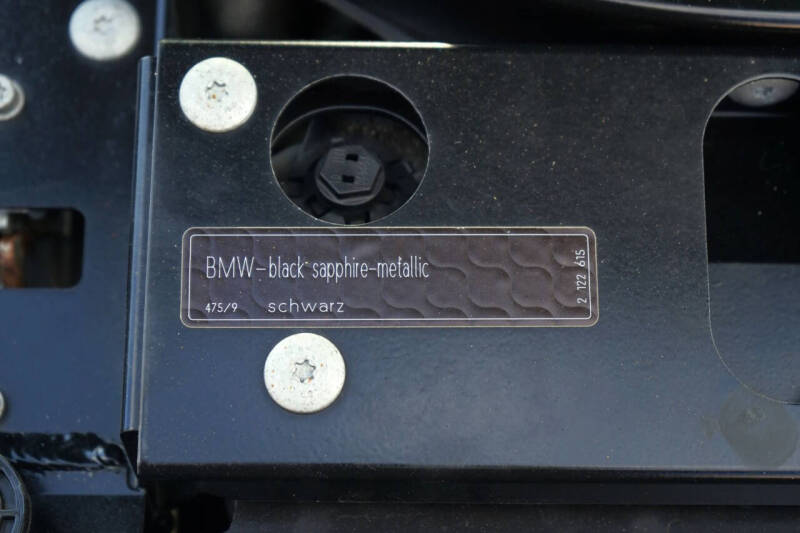 BMW-black sapphire-metallic
475/9 schwarz
2 122 615